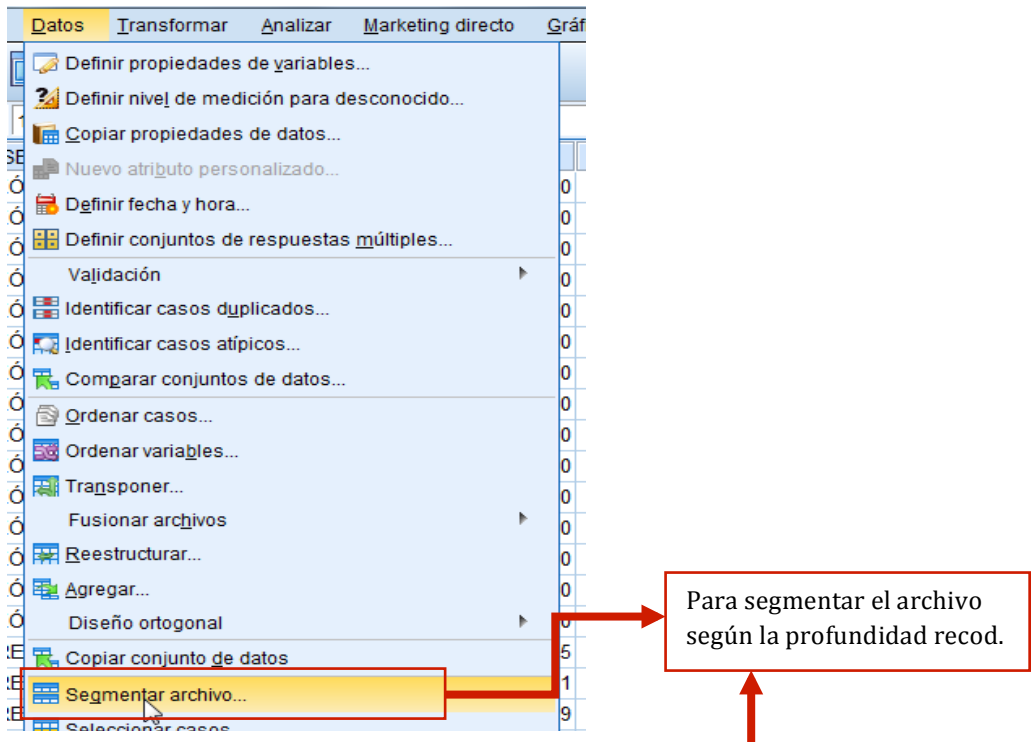 Datos Transformar Analizar Marketing directo Gráf
Definir propiedades de variables...
Definir nivel de medición para desconocido...
Copiar propiedades de datos...
Nuevo atributo personalizado...
Definir fecha y hora...
Definir conjuntos de respuestas múltiples...
Validación
Identificar casos duplicados...
Identificar casos atípicos...
Comparar conjuntos de datos...
Ordenar casos...
Ordenar variables...
Transponer...
Fusionar archivos
Reestructurar...
Agregar...
Diseño ortogonal
Copiar conjunto de datos
Segmentar archivo...
Seleccionar casos
Para segmentar el archivo
según la profundidad recod.